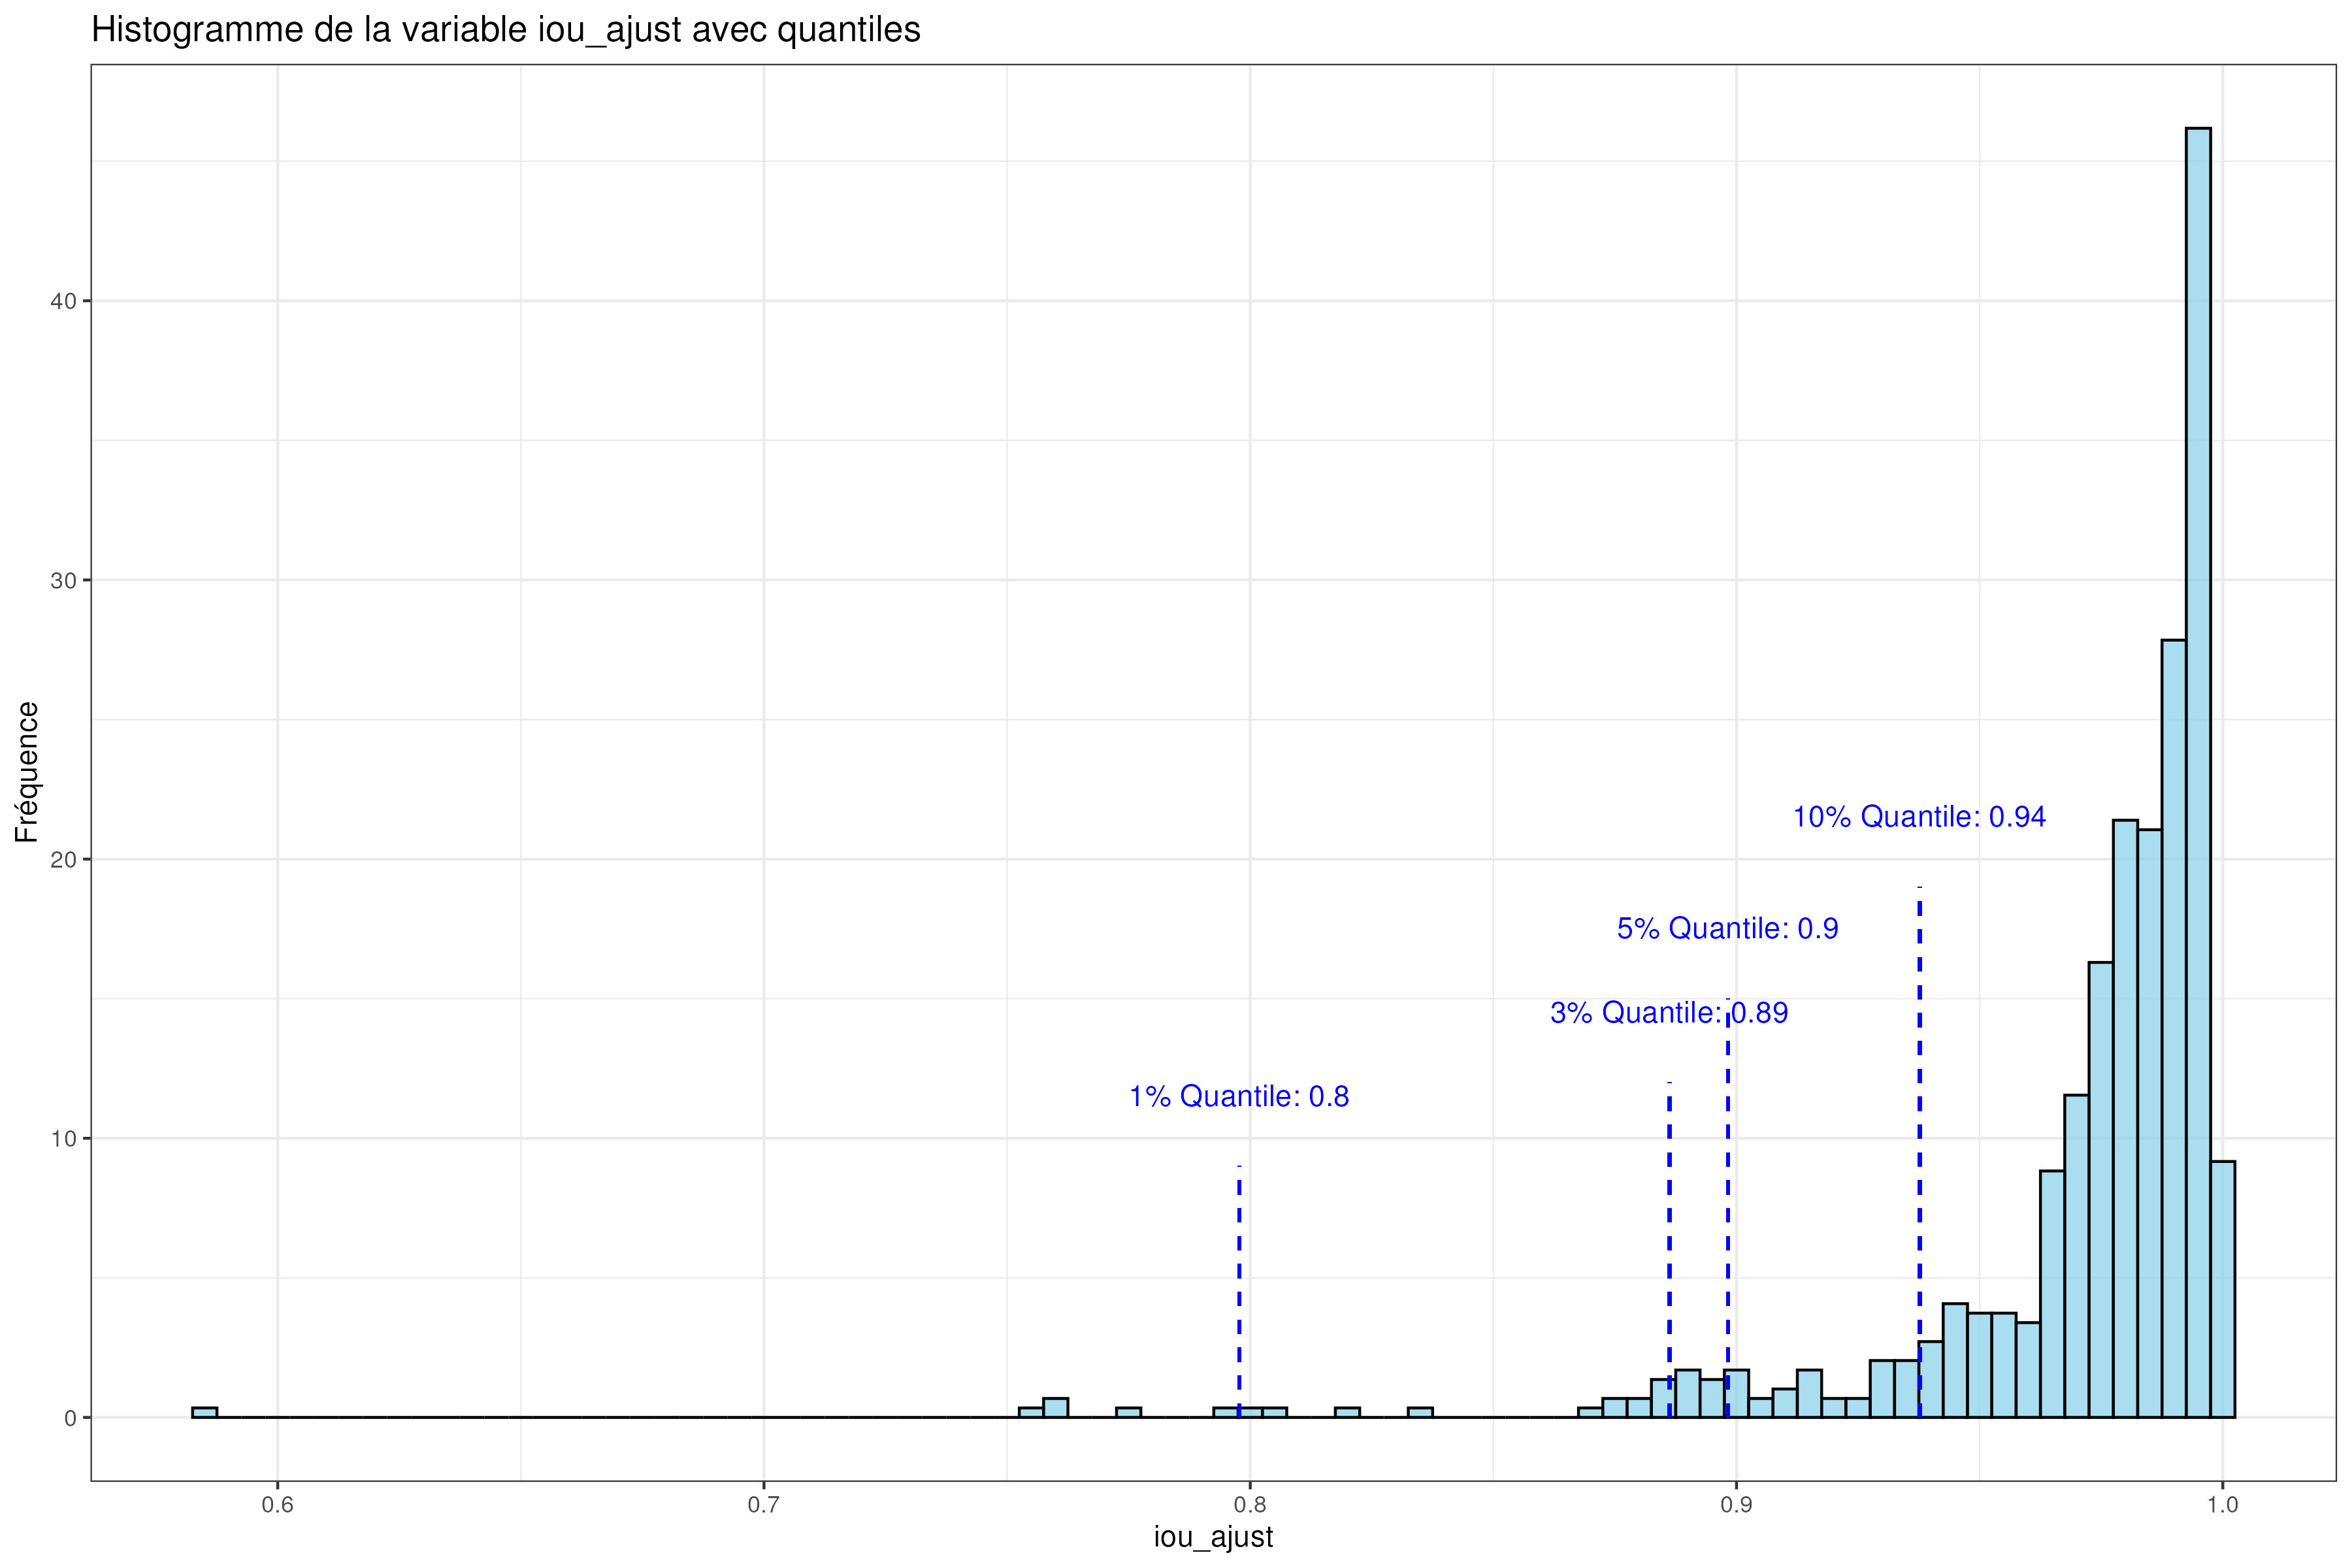 Histogramme de la variable iou_ajust avec quantiles
Fréquence
40
30
20
10
0
10% Quantile: 0.94
5% Quantile: 0.9
3% Quantile: 0.89
1% Quantile: 0.8
0.6
0.7
0.8
0.9
1.0
iou_ajust